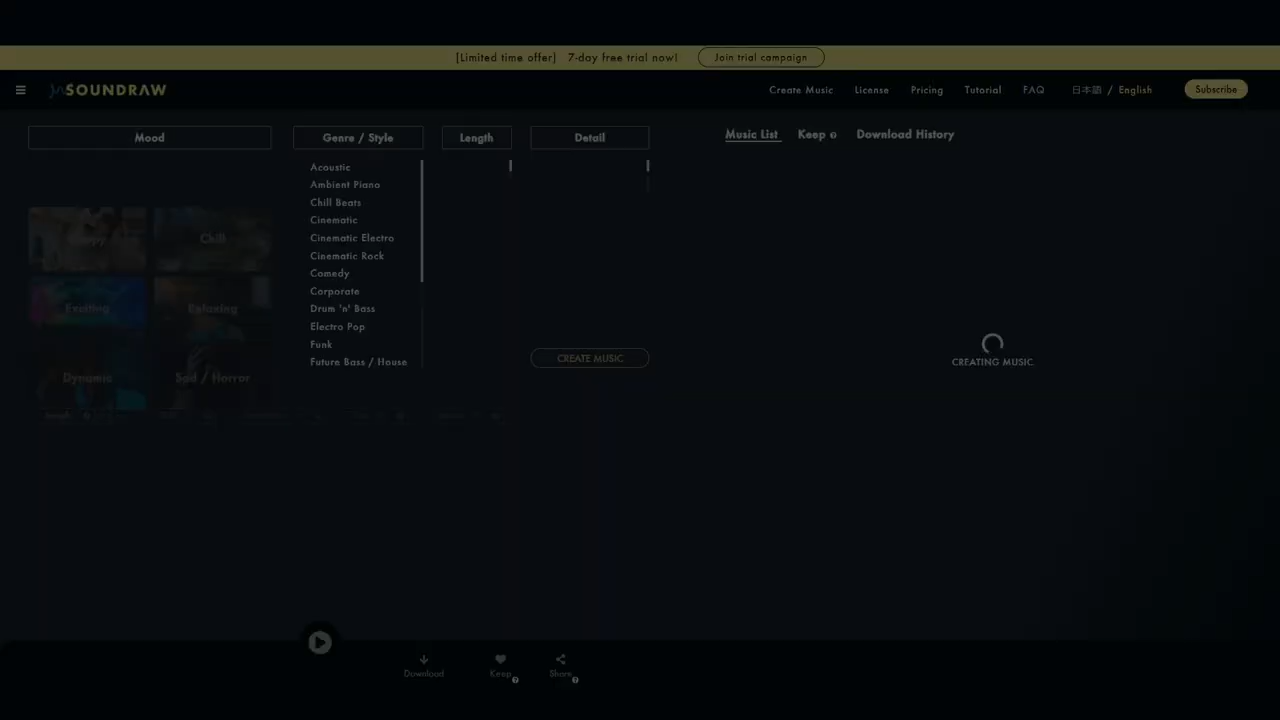 [Limited time offer] 7-day free trial now! Join trial campaign
SOUNDRAW Create Music License Pricing Tutorial FAQ 日本語 / English Subscribe
Mood Genre / Style Length Detail Music List Keep ? Download History
Acoustic
Ambient Piano
Chill Beats
Cinematic
Chill Cinematic Electro
Cinematic Rock
Comedy
Corporate
Exciting Relaxing Drum 'n' Bass
Electro Pop
Funk
CREATE MUSIC CREATING MUSIC.
Future Bass / House
Dynamic Sad / Horror
Download Keep ? Share ?